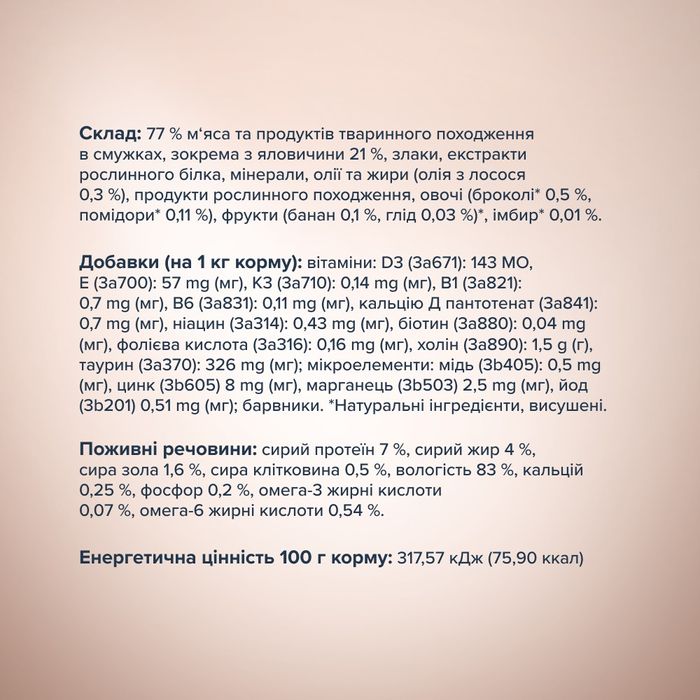 Склад: 77 % м‘яса та продуктів тваринного походження
в смужках, зокрема з яловичини 21 %, злаки, екстракти
рослинного білка, мінерали, олії та жири (олія з лосося
0,3 %), продукти рослинного походження, овочі (броколі* 0,5 %,
помідори* 0,11 %), фрукти (банан 0,1 %, глід 0,03 %)*, імбир* 0,01 %.
Добавки (на 1 кг корму): вітаміни: D3 (3a671): 143 МО,
Е (3a700): 57 mg (мг), К3 (3a710): 0,14 mg (мг), В1 (3a821):
0,7 mg (мг), В6 (3a831): 0,11 mg (мг), кальцію Д пантотенат (3a841):
0,7 mg (мг), ніацин (3a314): 0,43 mg (мг), біотин (3a880): 0,04 mg
(мг), фолієва кислота (3a316): 0,16 mg (мг), холін (3a890): 1,5 g (г),
таурин (3a370): 326 mg (мг); мікроелементи: мідь (3b405): 0,5 mg
(мг), цинк (3b605) 8 mg (мг), марганець (3b503) 2,5 mg (мг), йод
(3b201) 0,51 mg (мг); барвники. *Натуральні інгредієнти, висушені.
Поживні речовини: сирий протеїн 7 %, сирий жир 4 %,
сира зола 1,6 %, сира клітковина 0,5 %, вологість 83 %, кальцій
0,25 %, фосфор 0,2 %, омега-3 жирні кислоти
0,07 %, омега-6 жирні кислоти 0,54 %.
Енергетична цінність 100 г корму: 317,57 кДж (75,90 ккал)